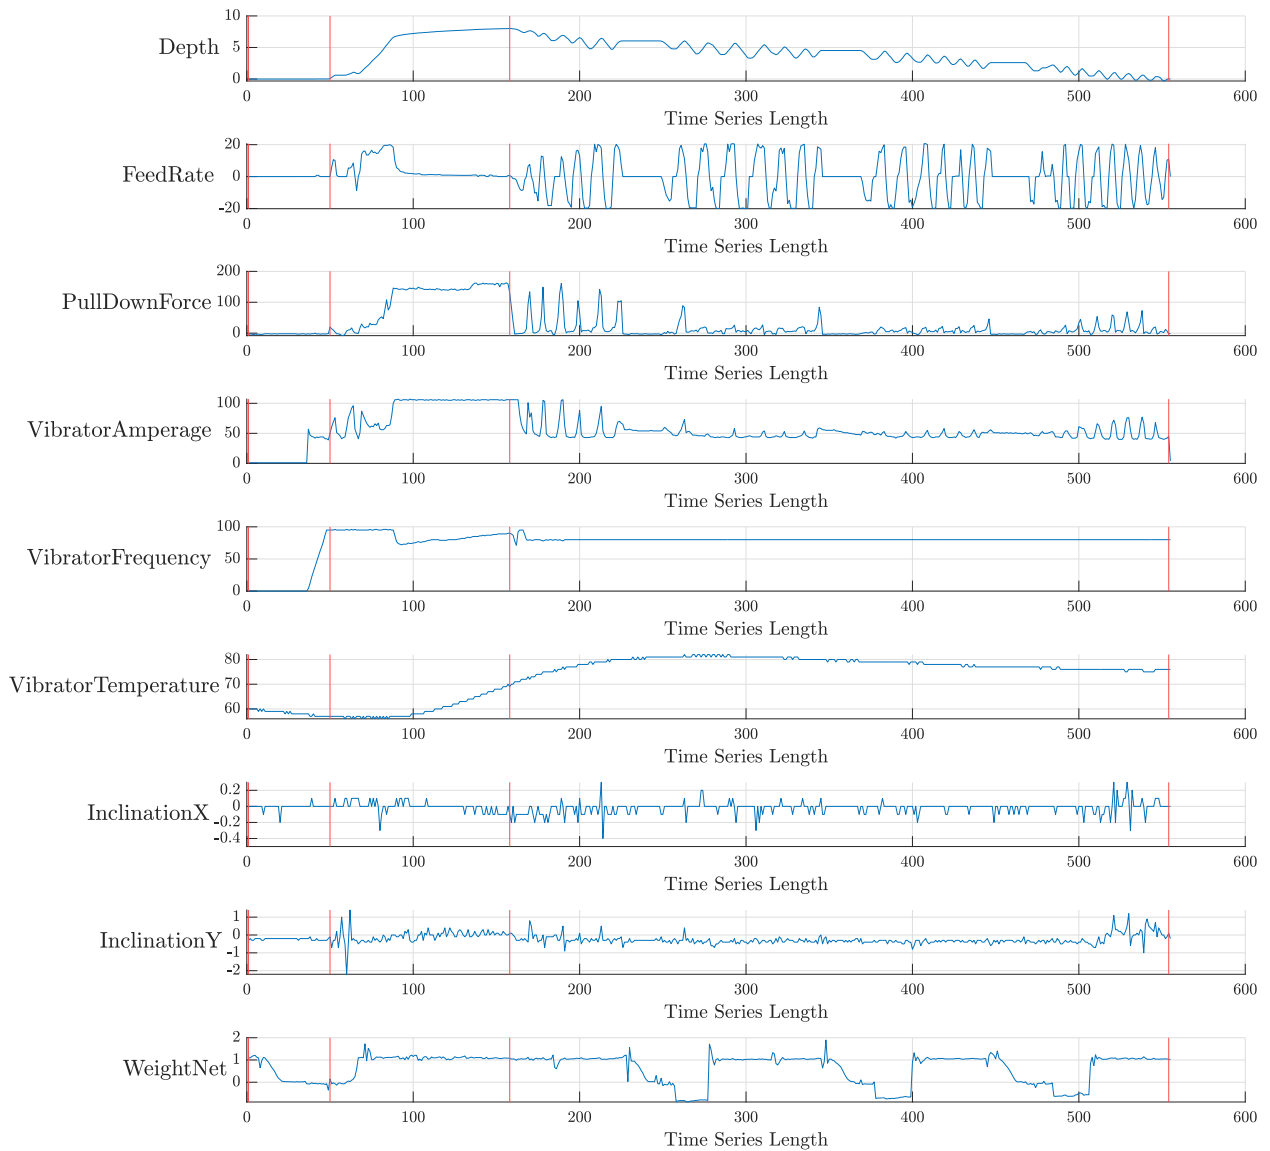 10
Depth 5
0
0 100 200 300 400 500 600
Time Series Length
20
FeedRate 0
-20
0 100 200 300 400 500 600
Time Series Length
200
PullDownForce 100
0
0 100 200 300 400 500 600
Time Series Length
100
VibratorAmperage 50
0
0 100 200 300 400 500 600
Time Series Length
100
VibratorFrequency 50
0
0 100 200 300 400 500 600
Time Series Length
80
VibratorTemperature 70
60
0 100 200 300 400 500 600
Time Series Length
0.2
InclinationX 0
-0.2
-0.4
0 100 200 300 400 500 600
Time Series Length
1
InclinationY 0
-1
-2
0 100 200 300 400 500 600
Time Series Length
2
WeightNet 1
0
0 100 200 300 400 500 600
Time Series Length